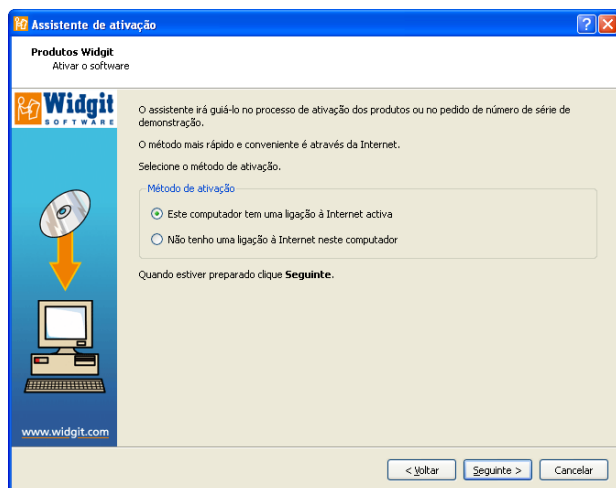 Assistente de ativação
Produtos Widgit
Ativar o software
Widgit
SOFTWARE
O assistente irá guiá-lo no processo de ativação dos produtos ou no pedido de número de série de
demonstração.
O método mais rápido e conveniente é através da Internet.
Selecione o método de ativação.
Método de ativação
Este computador tem uma ligação à Internet activa
Não tenho uma ligação à Internet neste computador
Quando estiver preparado clique Seguinte.
www.widgit.com
< Voltar
Seguinte >
Cancelar